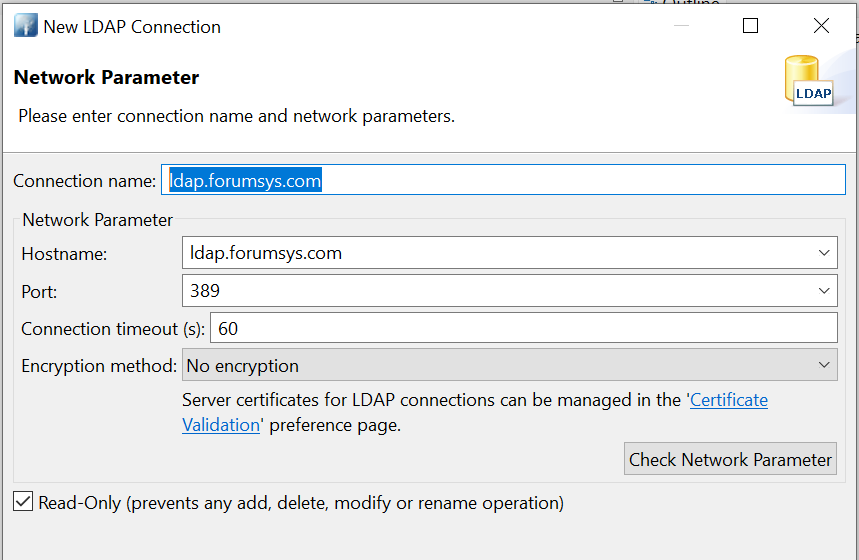 New LDAP Connection
Network Parameter
Please enter connection name and network parameters.
LDAP
Connection name: ldap.forumsys.com
Network Parameter
Hostname: ldap.forumsys.com
Port: 389
Connection timeout (s): 60
Encryption method: No encryption
Server certificates for LDAP connections can be managed in the 'Certificate
Validation' preference page.
Check Network Parameter
Read-Only (prevents any add, delete, modify or rename operation)